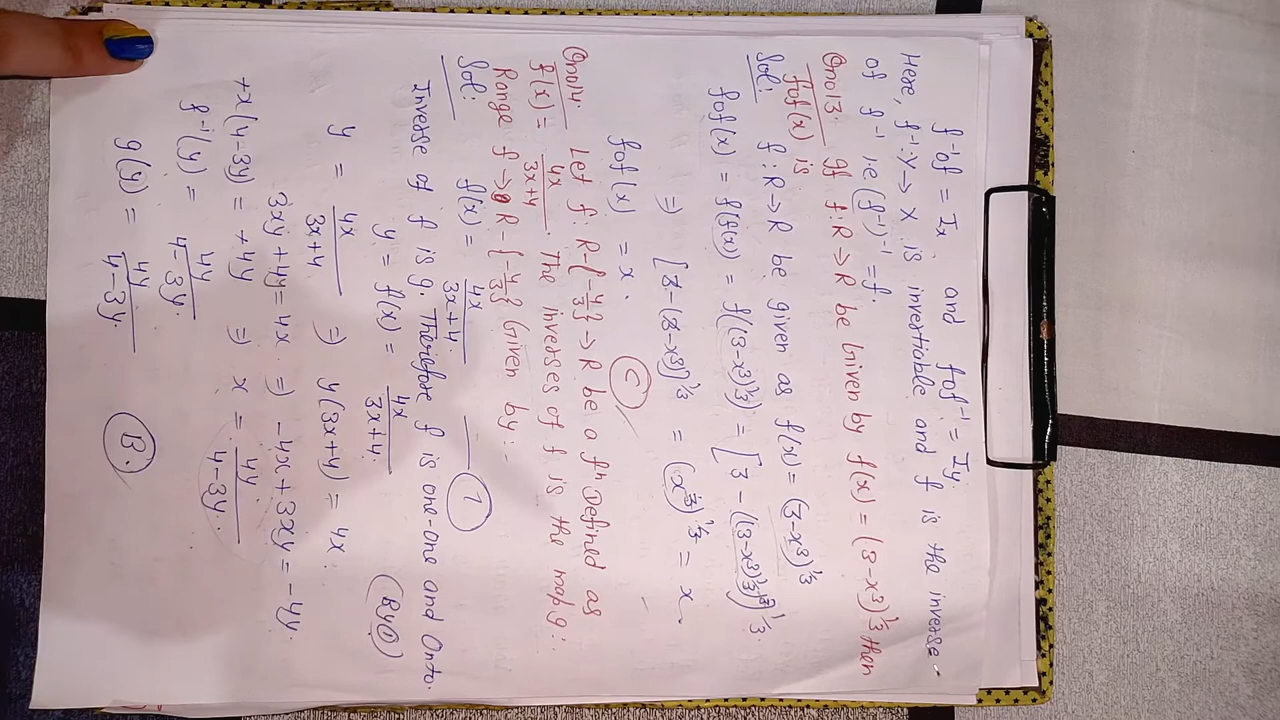 f⁻¹of = Iₓ and fof⁻¹ = Iy.
Here, f⁻¹: y → X is invertiable and f is the inverse
of f⁻¹ i.e (f⁻¹)⁻¹ = f.
Qno13. If f: R → R be Given by f(x) = (3-x³)^1/3 then
fof(x) is
Sol: f: R → R be given as f(x) = (3-x³)^1/3
fof(x) = f(f(x)) = f((3-x³)^1/3) = [3 - ((3-x³)^1/3)³]^1/3.
⇒ [3-(3-x³)]^1/3 = (x³)^1/3 = x.
fof(x) = x. (C)
Qno14. Let f: R-{-4/3} → R be a fⁿ Defined as
f(x) = 4x/3x+4. The inverses of f is the map g:
Range f → R - {-4/3} Given by:-
Sol: f(x) = 4x/3x+4. — (1)
Inverse of f is g. Therefore f is one-one and Onto.
y = f(x) = 4x/3x+4. (By (1))
y = 4x/3x+4 ⇒ y(3x+4) = 4x.
3xy + 4y = 4x ⇒ -4x + 3xy = -4y.
+x(4-3y) = +4y ⇒ x = 4y/4-3y.
f⁻¹(y) = 4y/4-3y.
g(y) = 4y/4-3y. (B.)